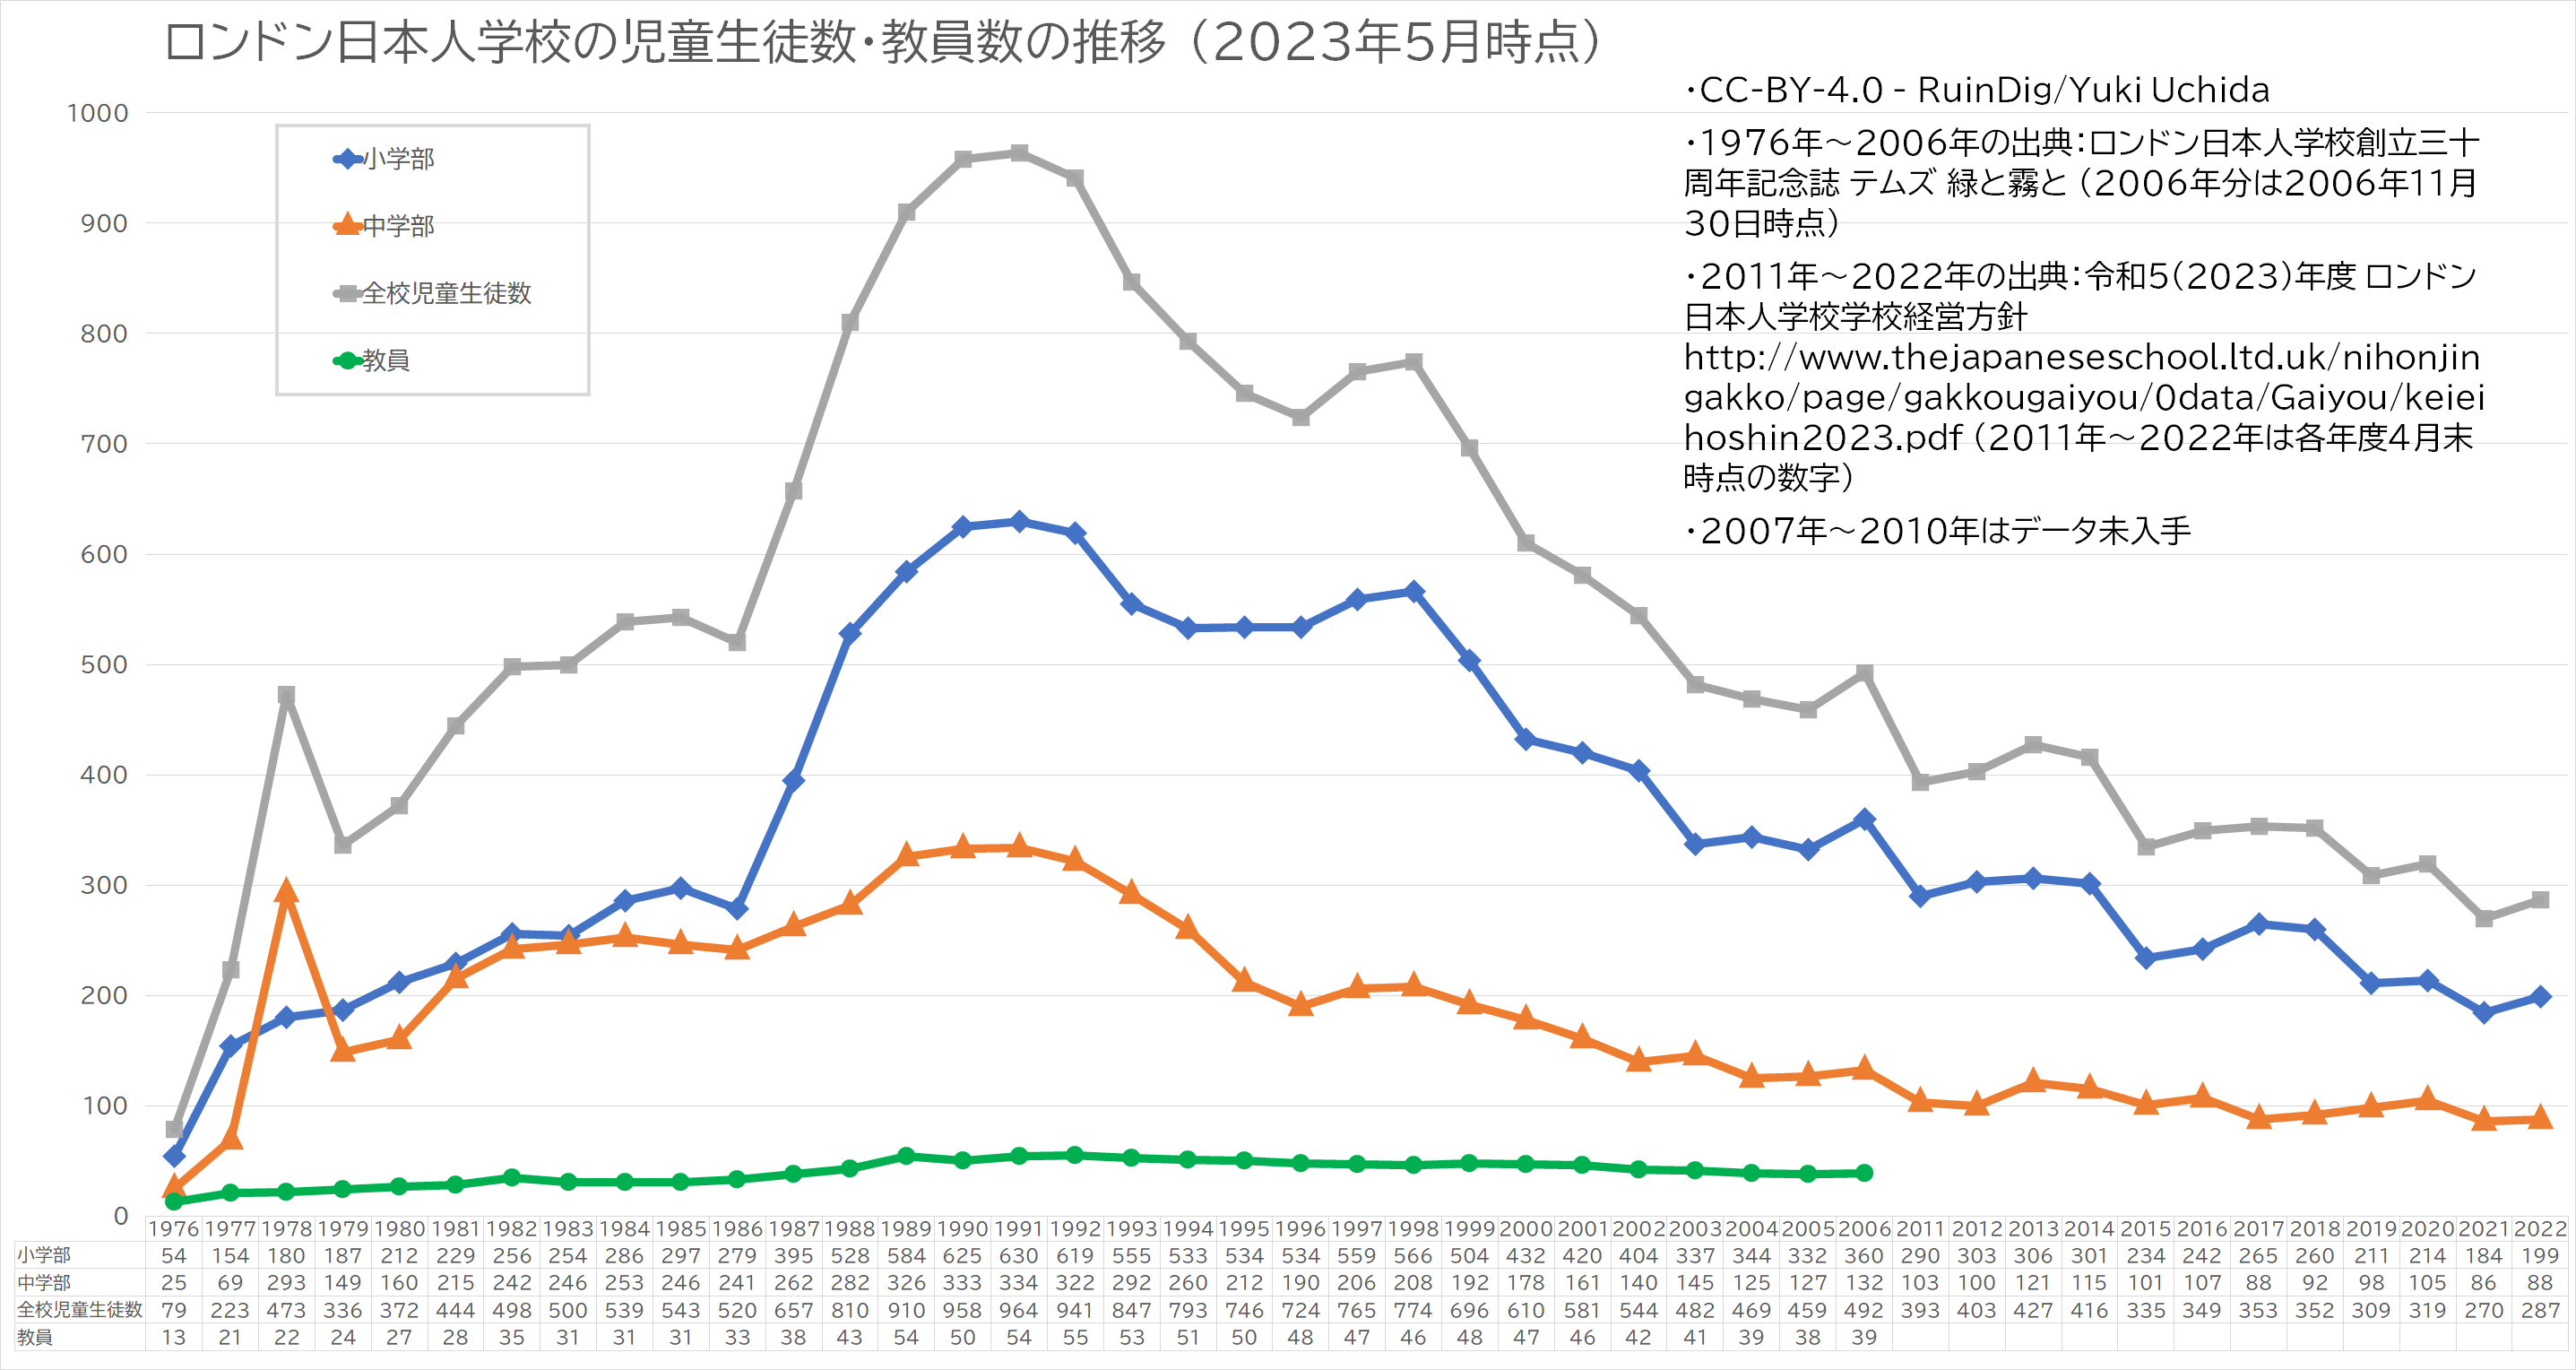 ロンドン日本人学校の児童生徒数・教員数の推移（2023年5月時点）
・CC-BY-4.0 - RuinDig/Yuki Uchida
・1976年～2006年の出典：ロンドン日本人学校創立三十
周年記念誌 テムズ 緑と霧と（2006年分は2006年11月
30日時点）
・2011年～2022年の出典：令和5（2023）年度 ロンドン
日本人学校学校経営方針
http://www.thejapaneseschool.ltd.uk/nihonjin
gakko/page/gakkougaiyou/0data/Gaiyou/keiei
hoshin2023.pdf（2011年～2022年は各年度4月末
時点の数字）
・2007年～2010年はデータ未入手
小学部
中学部
全校児童生徒数
教員
1000
900
800
700
600
500
400
300
200
100
0
1976 1977 1978 1979 1980 1981 1982 1983 1984 1985 1986 1987 1988 1989 1990 1991 1992 1993 1994 1995 1996 1997 1998 1999 2000 2001 2002 2003 2004 2005 2006 2011 2012 2013 2014 2015 2016 2017 2018 2019 2020 2021 2022
小学部 54 154 180 187 212 229 256 254 286 297 279 395 528 584 625 630 619 555 533 534 534 559 566 504 432 420 404 337 344 332 360 290 303 306 301 234 242 265 260 211 214 184 199
中学部 25 69 293 149 160 215 242 246 253 246 241 262 282 326 333 334 322 292 260 212 190 206 208 192 178 161 140 145 125 127 132 103 100 121 115 101 107 88 92 98 105 86 88
全校児童生徒数 79 223 473 336 372 444 498 500 539 543 520 657 810 910 958 964 941 847 793 746 724 765 774 696 610 581 544 482 469 459 492 393 403 427 416 335 349 353 352 309 319 270 287
教員 13 21 22 24 27 28 35 31 31 31 33 38 43 54 50 54 55 53 51 50 48 47 46 48 47 46 42 41 39 38 39